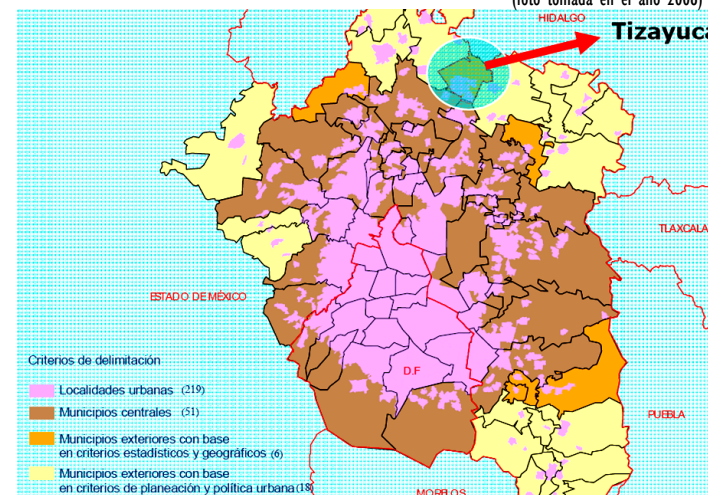 (foto tomada en el año 2000)
HIDALGO
Tizayuca
TLAXCALA
ESTADO DE MÉXICO
Criterios de delimitación
D.F
Localidades urbanas (219)
Municipios centrales (51)
PUEBLA
Municipios exteriores con base
en criterios estadísticos y geográficos (6)
Municipios exteriores con base
en criterios de planeación y política urbana (18)
MORELOS